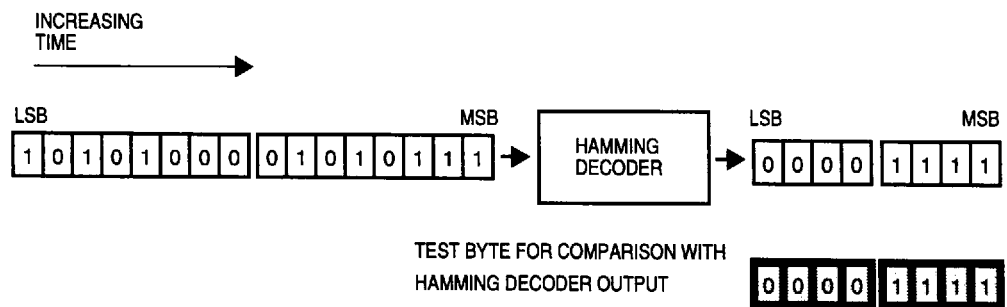 INCREASING
TIME
LSB MSB LSB MSB
1 0 1 0 1 0 0 0 0 1 0 1 0 1 1 1 HAMMING DECODER 0 0 0 0 1 1 1 1
TEST BYTE FOR COMPARISON WITH
HAMMING DECODER OUTPUT 0 0 0 0 1 1 1 1